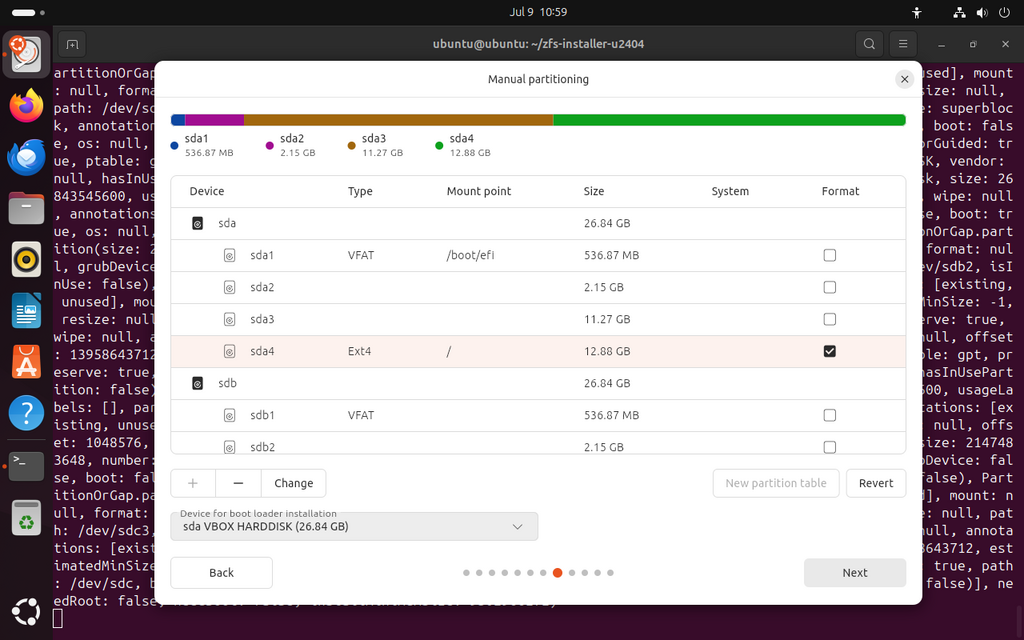 Jul 9 10:59
ubuntu@ubuntu: ~/zfs-installer-u2404
Manual partitioning
sda1
536.87 MB
sda2
2.15 GB
sda3
11.27 GB
sda4
12.88 GB
Device Type Mount point Size System Format
sda 26.84 GB
sda1 VFAT /boot/efi 536.87 MB
sda2 2.15 GB
sda3 11.27 GB
sda4 Ext4 / 12.88 GB
sdb 26.84 GB
sdb1 VFAT 536.87 MB
sdb2 2.15 GB
+ − Change New partition table Revert
Device for boot loader installation
sda VBOX HARDDISK (26.84 GB)
Back Next
artitionOrGap. used], mount
: null, forma size: null,
path: /dev/sd : superbloc
k, annotation , boot: fals
e, os: null, orGuided: tr
ue, ptable: g SK, vendor:
null, hasInUs sk, size: 26
843545600, us , wipe: null
, annotations se, boot: tr
ue, os: null, onOrGap.part
ition(size: 2 format: nul
l, grubDevice ev/sdb2, isI
nUse: false), [existing,
unused], mou MinSize: -1,
resize: null erve: true,
wipe: null, a null, offset
: 13958643712 le: gpt, pr
eserve: true, hasInUsePart
ition: false) 600, usageLa
bels: [], par tations: [ex
isting, unuse null, offs
et: 1048576, size: 214748
3648, number: bDevice: fal
se, boot: fal false), Part
itionOrGap.pa d], mount: n
ull, format: null, pat
h: /dev/sdc3, null, annota
tions: [exist 8643712, est
imatedMinSize true, path
: /dev/sdc, b false)], ne
edRoot: false,
>_
?